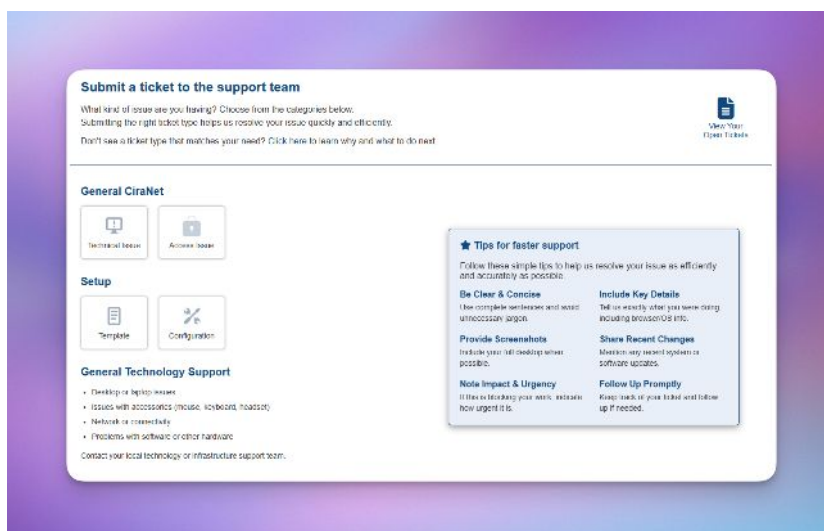 Submit a ticket to the support team
What kind of issue are you having? Choose from the categories below.
Submitting the right ticket type helps us resolve your issue quickly and efficiently.
Don't see a ticket type that matches your need? Click here to learn why and what to do next
View Your
Open Tickets
General CiraNet
Technical Issue
Access Issue
Setup
Template
Configuration
General Technology Support
• Desktop or laptop issues
• Issues with accessories (mouse, keyboard, headset)
• Network or connectivity
• Problems with software or other hardware
Contact your local technology or infrastructure support team.
Tips for faster support
Follow these simple tips to help us resolve your issue as efficiently
and accurately as possible
Be Clear & Concise
Use complete sentences and avoid
unnecessary jargon.
Include Key Details
Tell us exactly what you were doing
including browser/OS info.
Provide Screenshots
Include your full desktop when
possible.
Share Recent Changes
Mention any recent system or
software updates.
Note Impact & Urgency
If this is blocking your work, indicate
how urgent it is.
Follow Up Promptly
Keep track of your ticket and follow
up if needed.